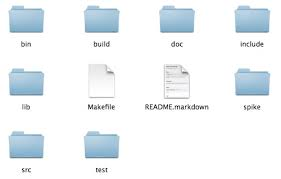 bin build doc include
lib Makefile README.markdown spike
src test